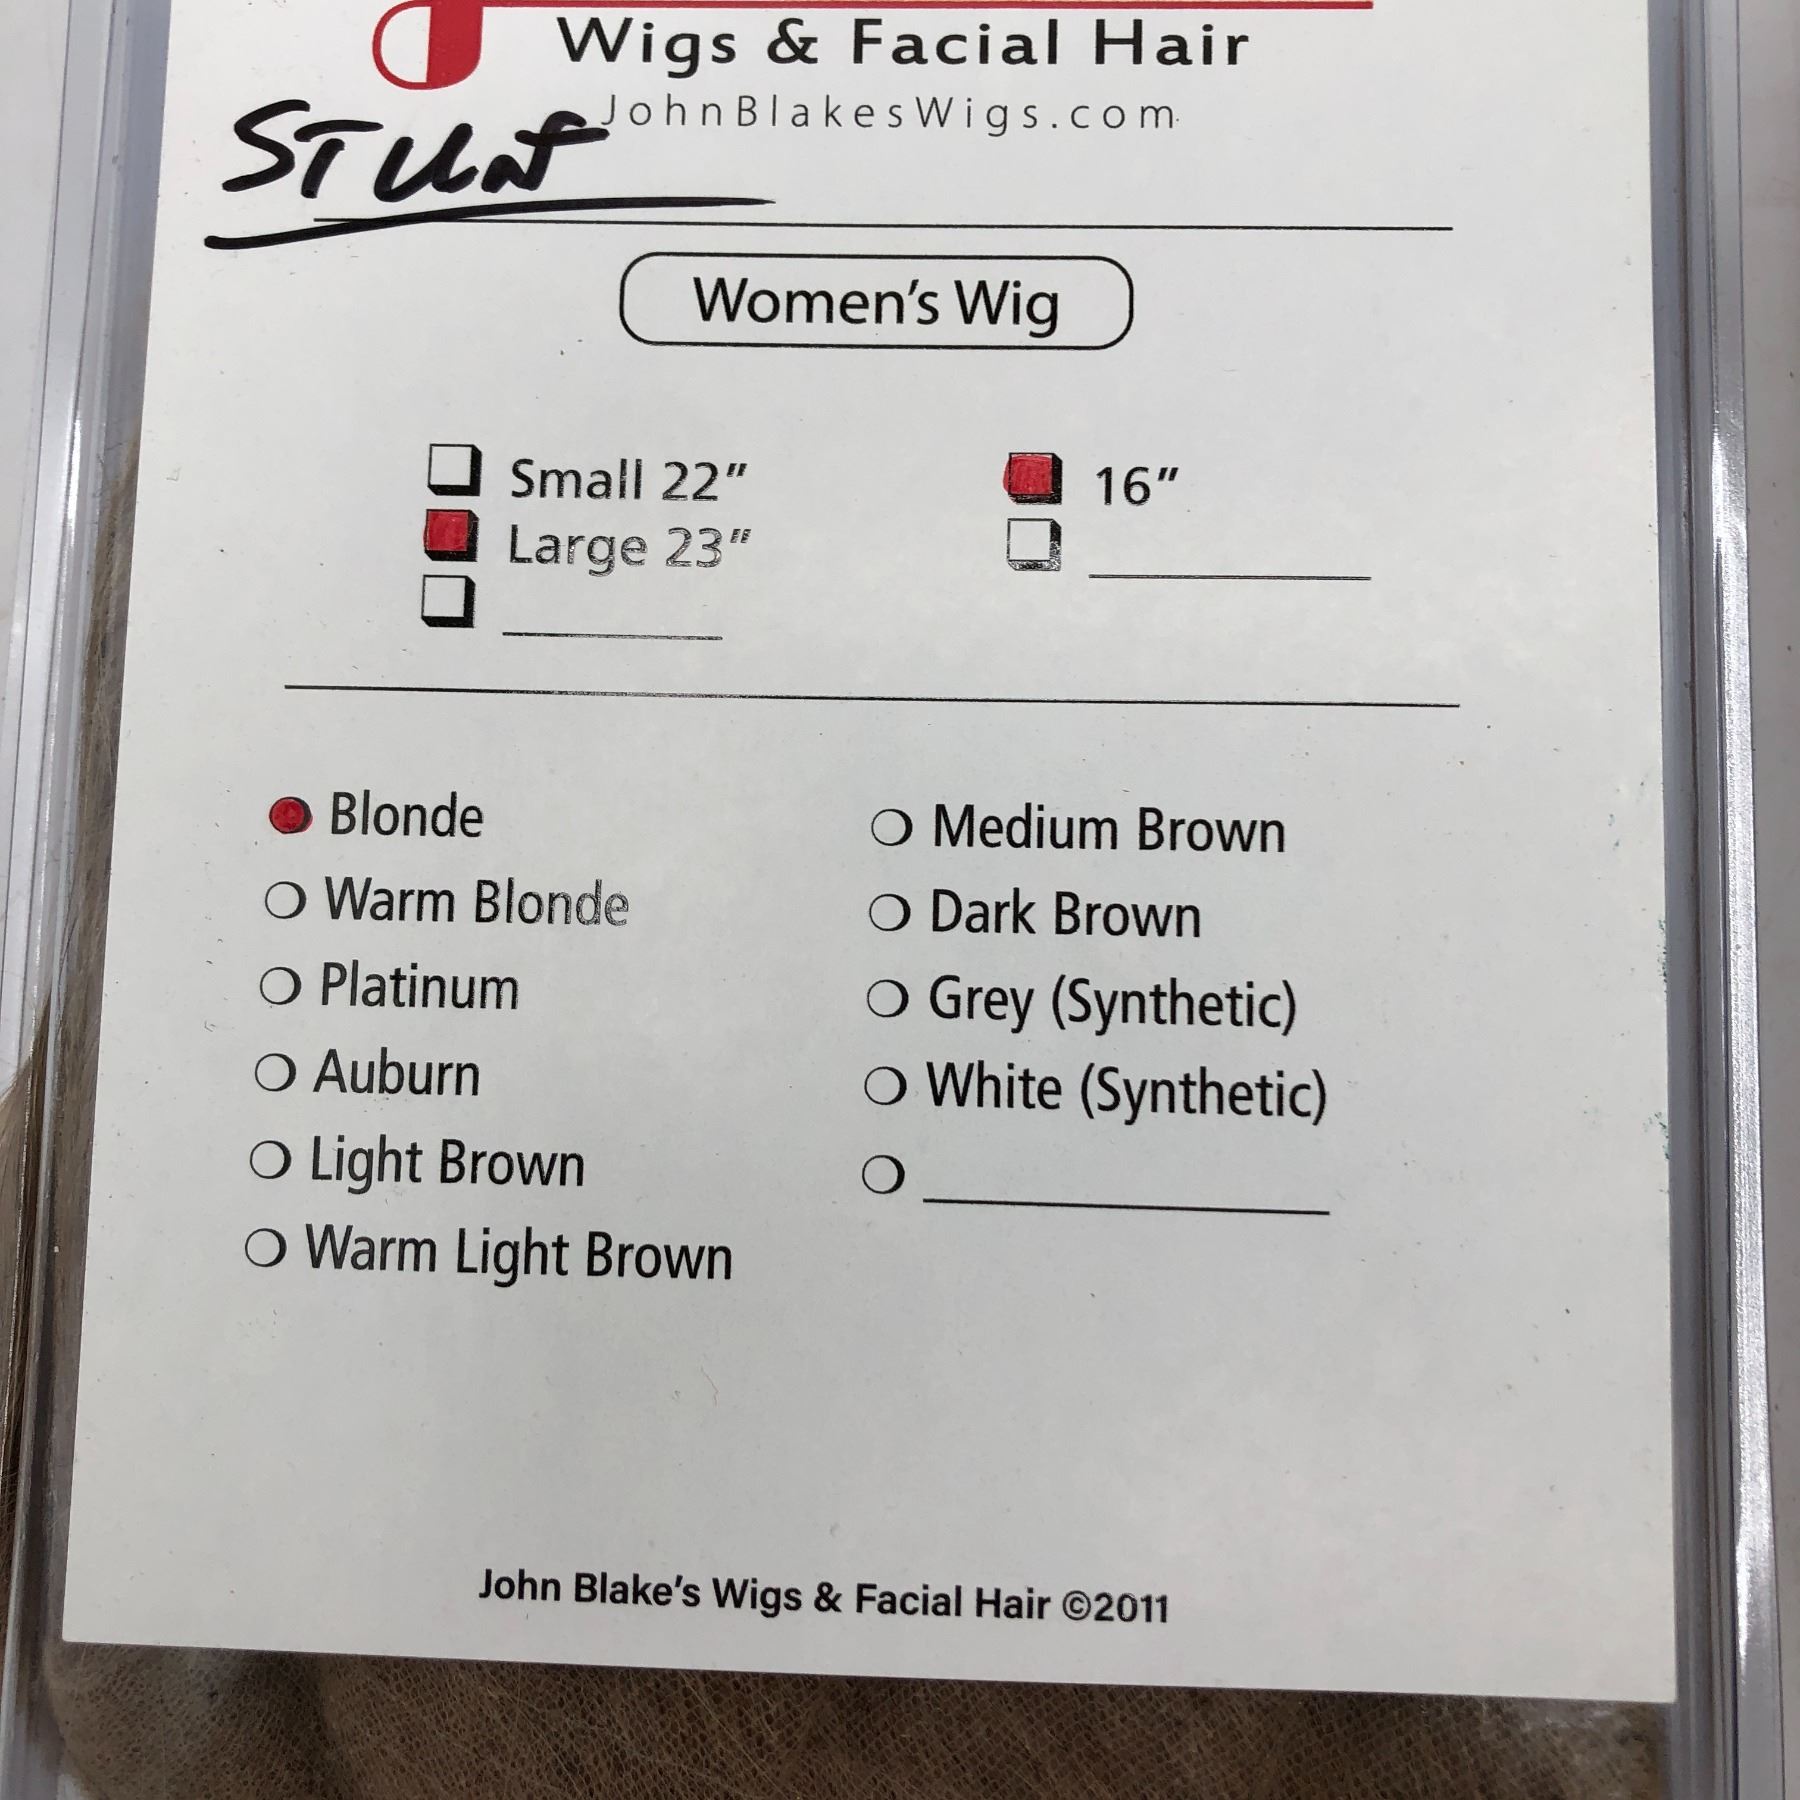 Wigs & Facial Hair
JohnBlakesWigs.com
STUNT
Women's Wig
Small 22"
16"
Large 23"
Blonde
Medium Brown
Warm Blonde
Dark Brown
Platinum
Grey (Synthetic)
Auburn
White (Synthetic)
Light Brown
Warm Light Brown
John Blake's Wigs & Facial Hair ©2011